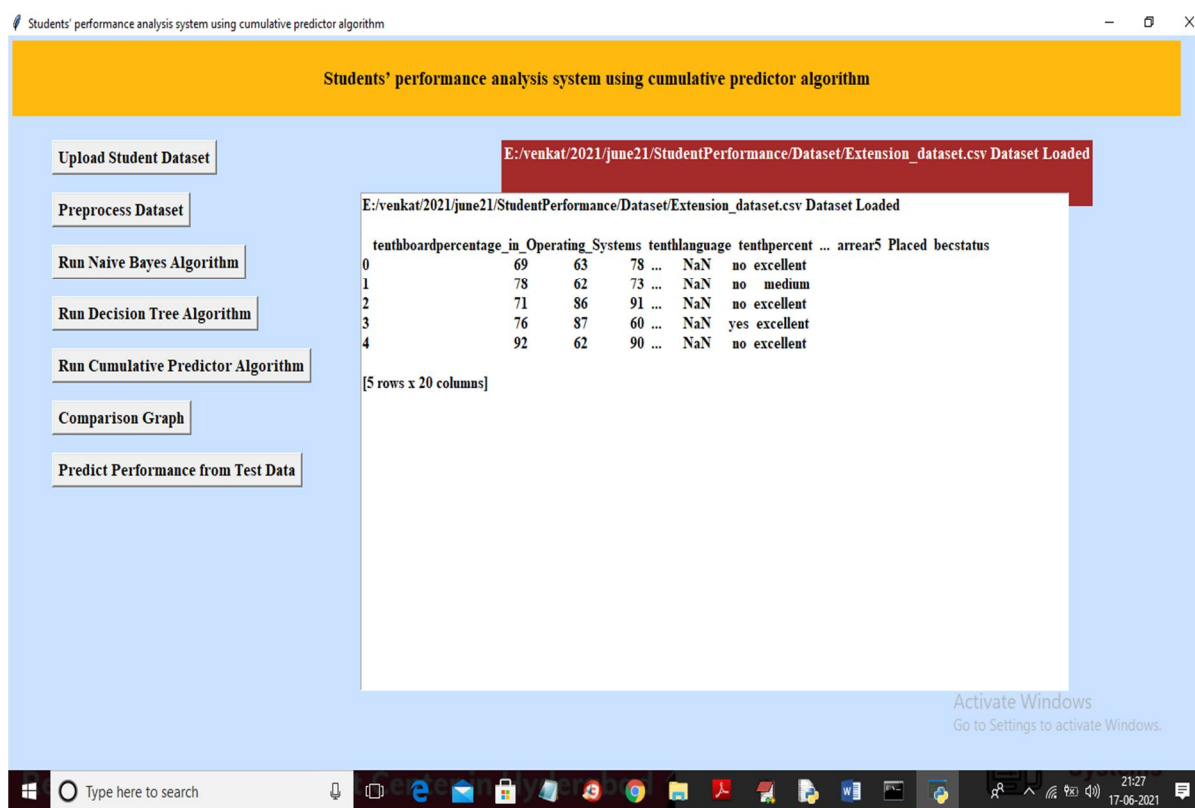 Students' performance analysis system using cumulative predictor algorithm
Students’ performance analysis system using cumulative predictor algorithm
Upload Student Dataset
Preprocess Dataset
Run Naive Bayes Algorithm
Run Decision Tree Algorithm
Run Cumulative Predictor Algorithm
Comparison Graph
Predict Performance from Test Data
E:/venkat/2021/june21/StudentPerformance/Dataset/Extension_dataset.csv Dataset Loaded
E:/venkat/2021/june21/StudentPerformance/Dataset/Extension_dataset.csv Dataset Loaded
tenthboardpercentage_in_Operating_Systems tenthlanguage tenthpercent ... arrear5 Placed becstatus
0 69 63 78 ... NaN no excellent
1 78 62 73 ... NaN no medium
2 71 86 91 ... NaN no excellent
3 76 87 60 ... NaN yes excellent
4 92 62 90 ... NaN no excellent
[5 rows x 20 columns]
Activate Windows
Go to Settings to activate Windows.
Type here to search
21:27
17-06-2021